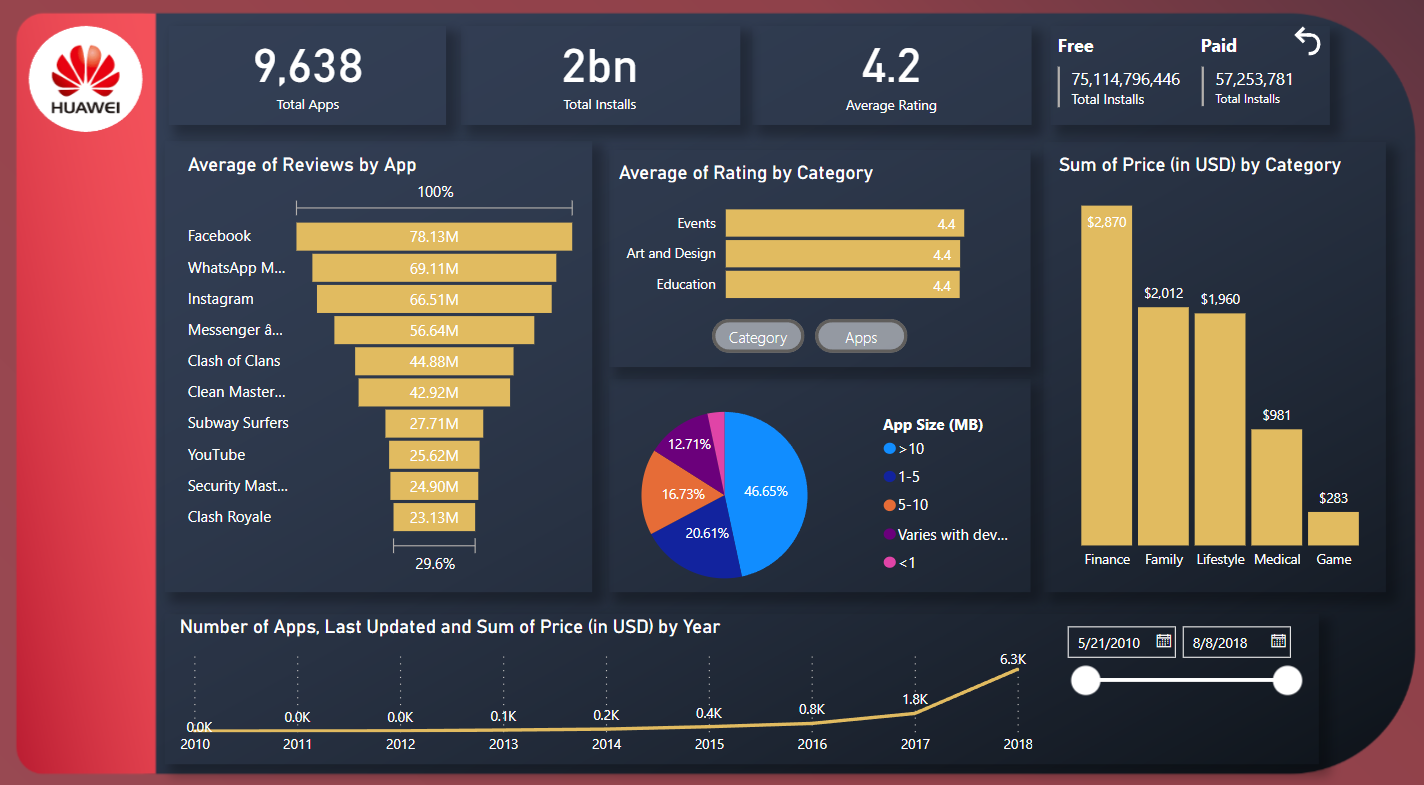 HUAWEI
9,638
Total Apps
2bn
Total Installs
4.2
Average Rating
Free
75,114,796,446
Total Installs
Paid
57,253,781
Total Installs
Average of Reviews by App
100%
Facebook
78.13M
WhatsApp M...
69.11M
Instagram
66.51M
Messenger â...
56.64M
Clash of Clans
44.88M
Clean Master...
42.92M
Subway Surfers
27.71M
YouTube
25.62M
Security Mast...
24.90M
Clash Royale
23.13M
29.6%
Average of Rating by Category
Events
4.4
Art and Design
4.4
Education
4.4
Category
Apps
12.71%
16.73%
46.65%
20.61%
App Size (MB)
>10
1-5
5-10
Varies with dev...
<1
Sum of Price (in USD) by Category
$2,870
$2,012
$1,960
$981
$283
Finance
Family
Lifestyle
Medical
Game
Number of Apps, Last Updated and Sum of Price (in USD) by Year
0.0K
0.0K
0.0K
0.1K
0.2K
0.4K
0.8K
1.8K
6.3K
2010
2011
2012
2013
2014
2015
2016
2017
2018
5/21/2010
8/8/2018